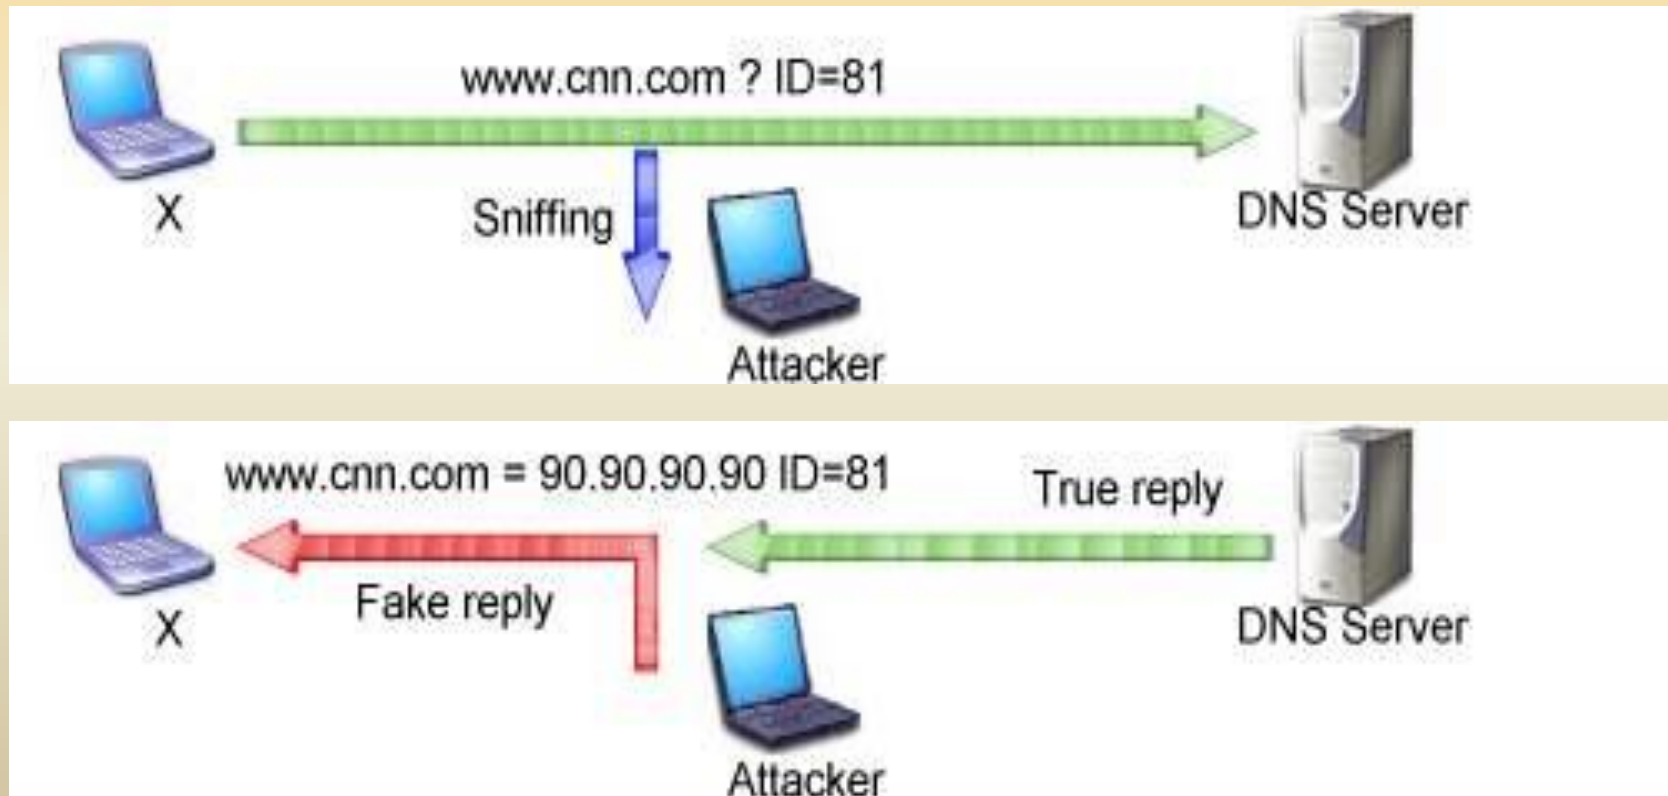 www.cnn.com ? ID=81
X
Sniffing
DNS Server
Attacker
www.cnn.com = 90.90.90.90 ID=81
True reply
Fake reply
X
DNS Server
Attacker